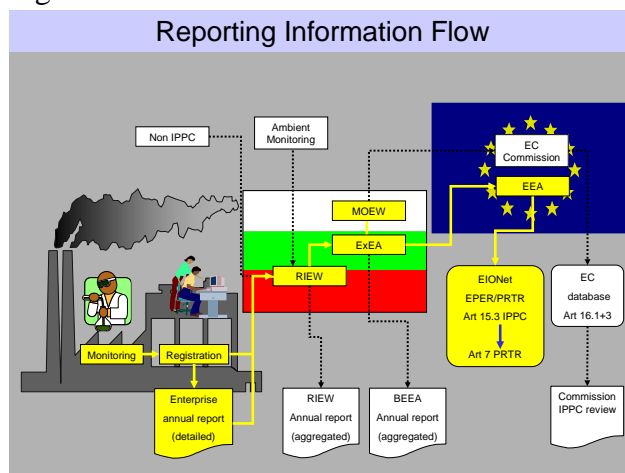 Reporting Information Flow
Non IPPC
Ambient
Monitoring
EC
Commission
EEA
MOEW
ExEA
RIEW
EIONet
EPER/PRTR
Art 15.3 IPPC
Art 7 PRTR
EC
database
Art 16.1+3
Monitoring
Registration
Enterprise
annual report
(detailed)
RIEW
Annual report
(aggregated)
BEEA
Annual report
(aggregated)
Commission
IPPC review